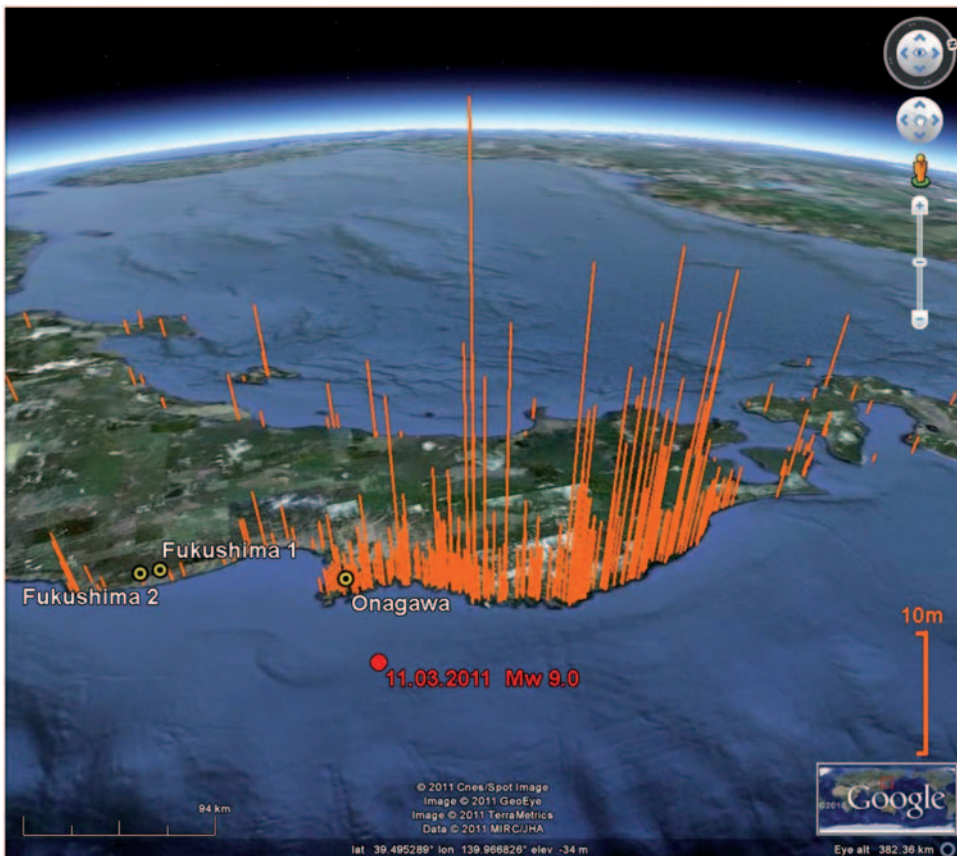 Fukushima 1
Fukushima 2
Onagawa
10m
11.03.2011 Mw 9.0
© 2011 Cnes/Spot Image
Image © 2011 GeoEye
Image © 2011 TerraMetrics
Data © 2011 MIRC/JHA
94 km
Google
lat 39.495289° lon 139.966826° elev -34 m
Eye alt 382.36 km